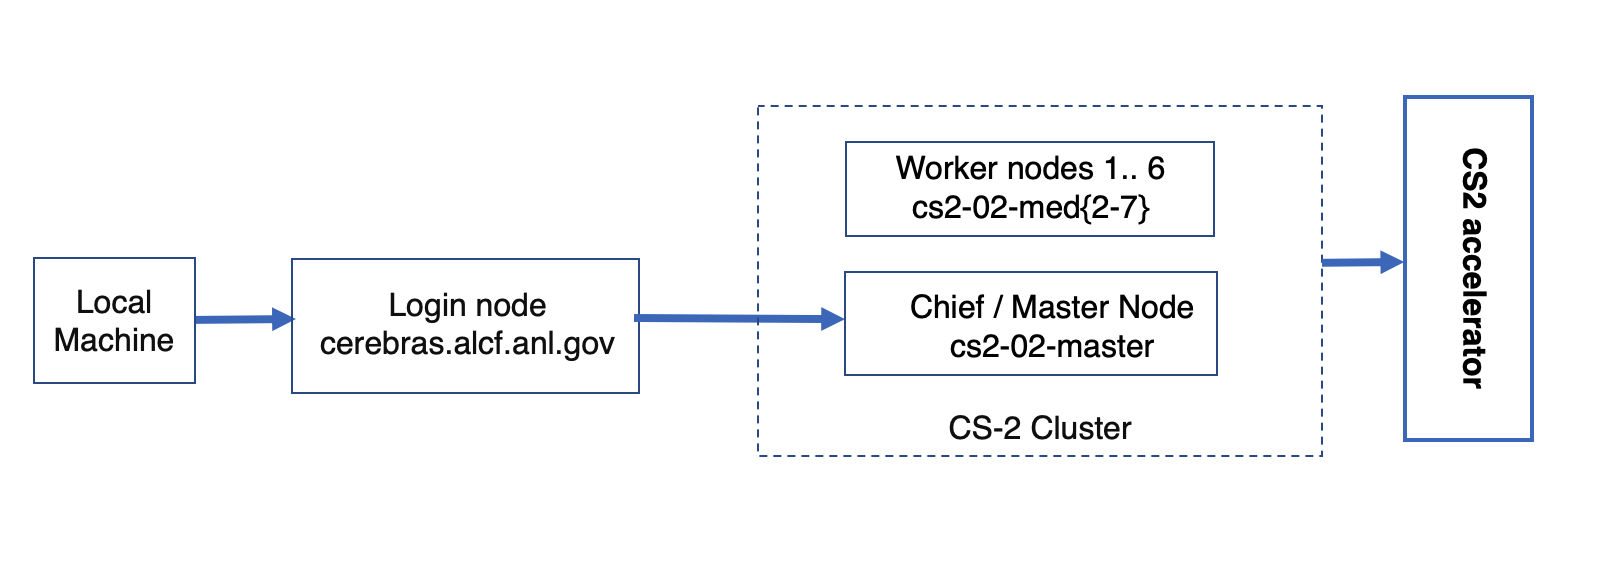 Local
Machine
Login node
cerebras.alcf.anl.gov
Worker nodes 1.. 6
cs2-02-med{2-7}
Chief / Master Node
cs2-02-master
CS-2 Cluster
CS2 accelerator